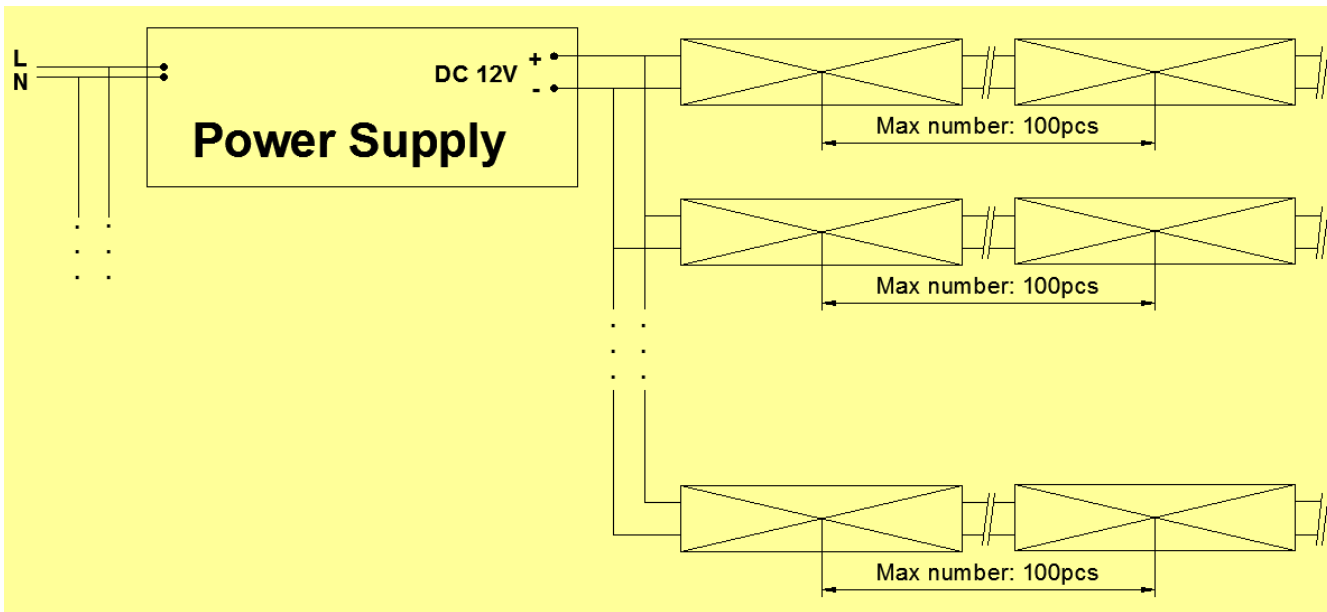 L
N
DC 12V
+
-
Power Supply
Max number: 100pcs
Max number: 100pcs
Max number: 100pcs